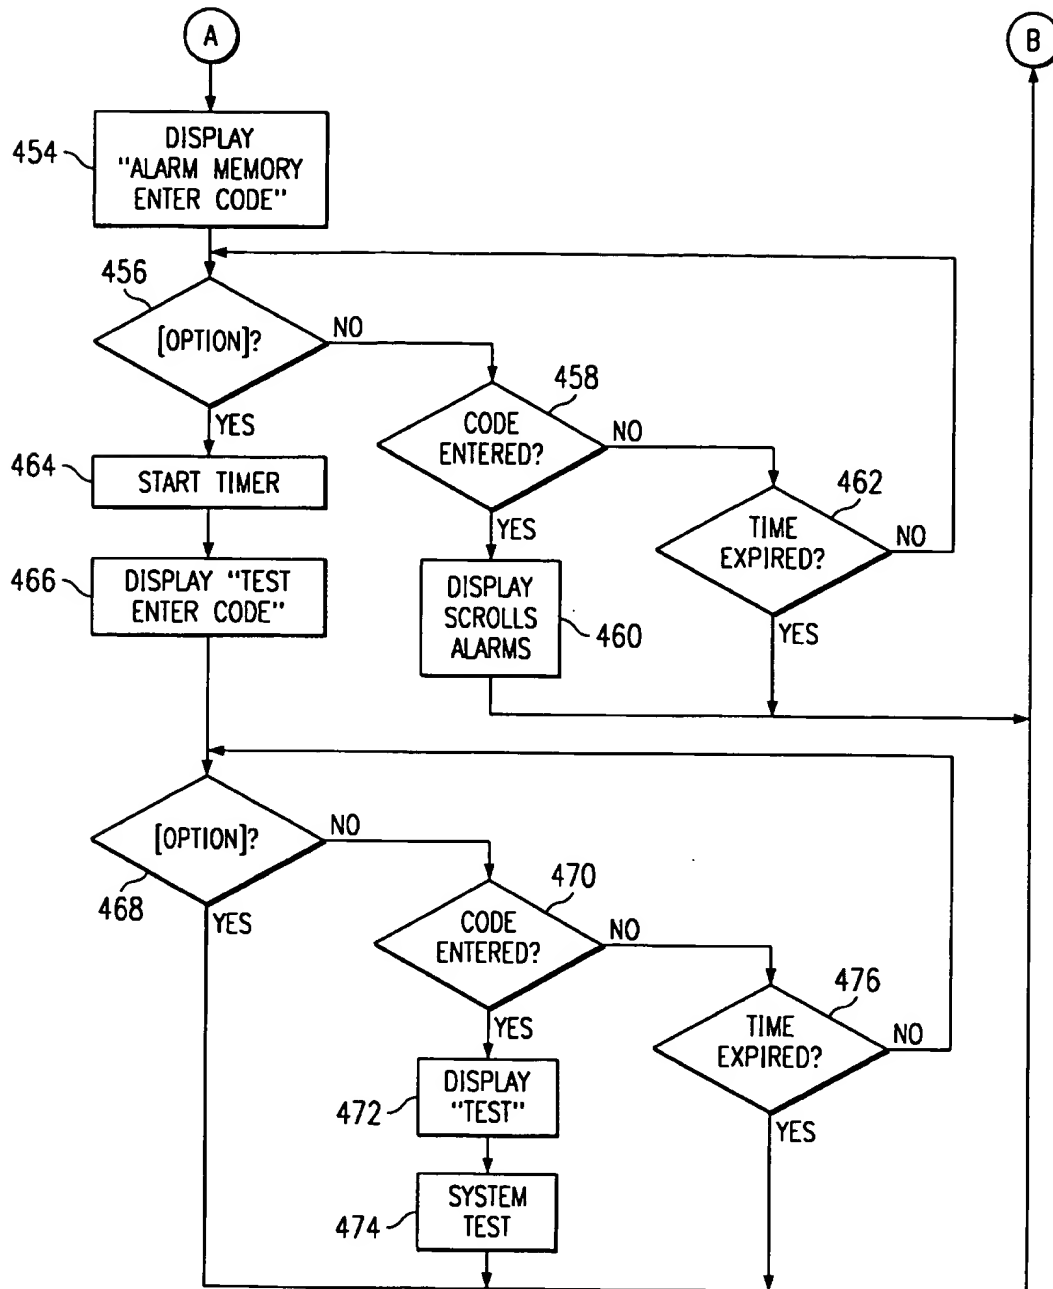 A
B
454
DISPLAY
"ALARM MEMORY
ENTER CODE"
456
[OPTION]?
NO
YES
458
CODE
ENTERED?
NO
YES
464
START TIMER
462
TIME
EXPIRED?
NO
YES
466
DISPLAY "TEST
ENTER CODE"
DISPLAY
SCROLLS
ALARMS
460
[OPTION]?
NO
468
YES
470
CODE
ENTERED?
NO
YES
476
TIME
EXPIRED?
NO
YES
472
DISPLAY
"TEST"
474
SYSTEM
TEST